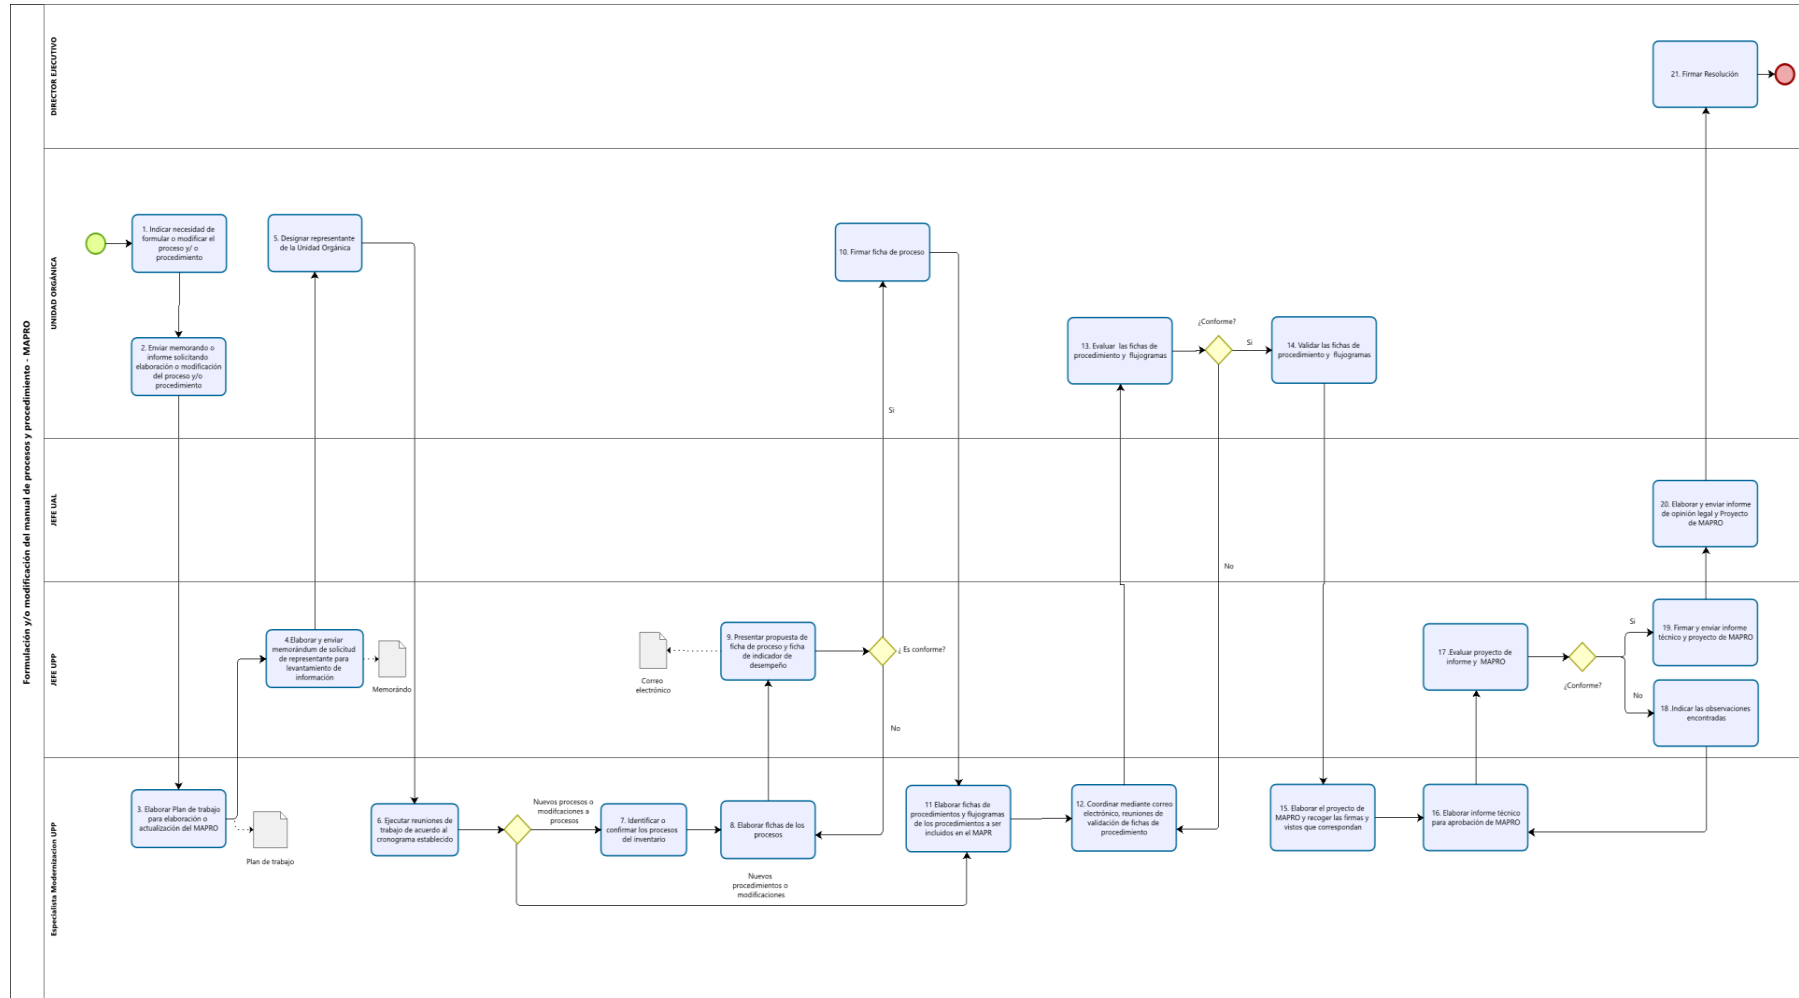 Formulación y/o modificación del manual de procesos y procedimiento - MAPRO
DIRECTOR EJECUTIVO
21. Firmar Resolución
UNIDAD ORGÁNICA
1. Indicar necesidad de
formular o modificar el
proceso y/ o
procedimiento
5. Designar representante
de la Unidad Orgánica
10. Firmar ficha de proceso
2. Enviar memorando o
informe solicitando
elaboración o modificación
del proceso y/o
procedimiento
13. Evaluar las fichas de
procedimiento y flujogramas
¿Conforme?
Si
14. Validar las fichas de
procedimiento y flujogramas
Si
JEFE UAL
20. Elaborar y enviar informe
de opinión legal y Proyecto
de MAPRO
No
JEFE UPP
4.Elaborar y enviar
memorándum de solicitud
de representante para
levantamiento de
información
Memorándo
Correo
electrónico
9. Presentar propuesta de
ficha de proceso y ficha
de indicador de
desempeño
¿ Es conforme?
No
17 .Evaluar proyecto de
informe y MAPRO
¿Conforme?
Si
19. Firmar y enviar informe
técnico y proyecto de MAPRO
No
18 .Indicar las observaciones
encontradas
Especialista Modernizacion UPP
3. Elaborar Plan de trabajo
para elaboración o
actualización del MAPRO
Plan de trabajo
6. Ejecutar reuniones de
trabajo de acuerdo al
cronograma establecido
Nuevos procesos o
modifcaciones a
procesos
7. Identificar o
confirmar los procesos
del inventario
8. Elaborar fichas de los
procesos
Nuevos
procedimientos o
modificaciones
11 Elaborar fichas de
procedimientos y flujogramas
de los procedimientos a ser
incluidos en el MAPR
12. Coordinar mediante correo
electrónico, reuniones de
validación de fichas de
procedimiento
15. Elaborar el proyecto de
MAPRO y recoger las firmas y
vistos que correspondan
16. Elaborar informe técnico
para aprobación de MAPRO